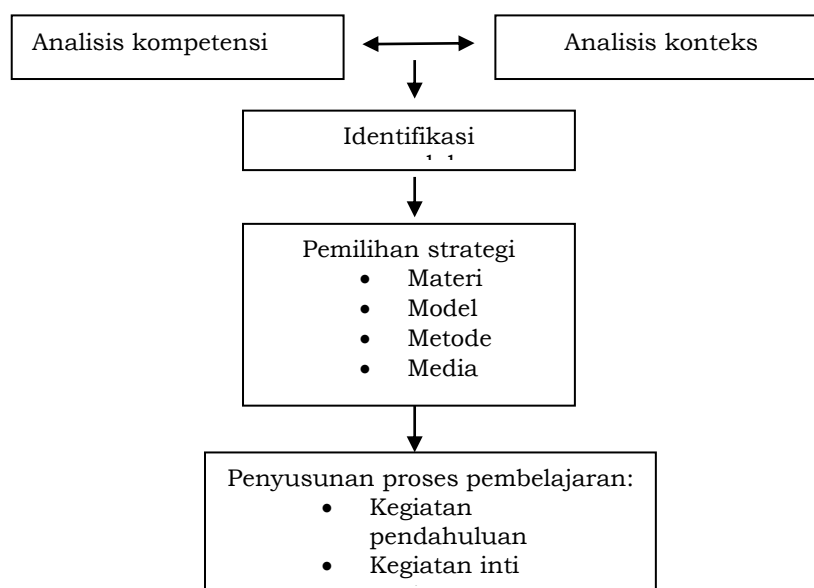 Analisis kompetensi
Analisis konteks
Identifikasi
Pemilihan strategi
• Materi
• Model
• Metode
• Media
Penyusunan proses pembelajaran:
• Kegiatan
pendahuluan
• Kegiatan inti